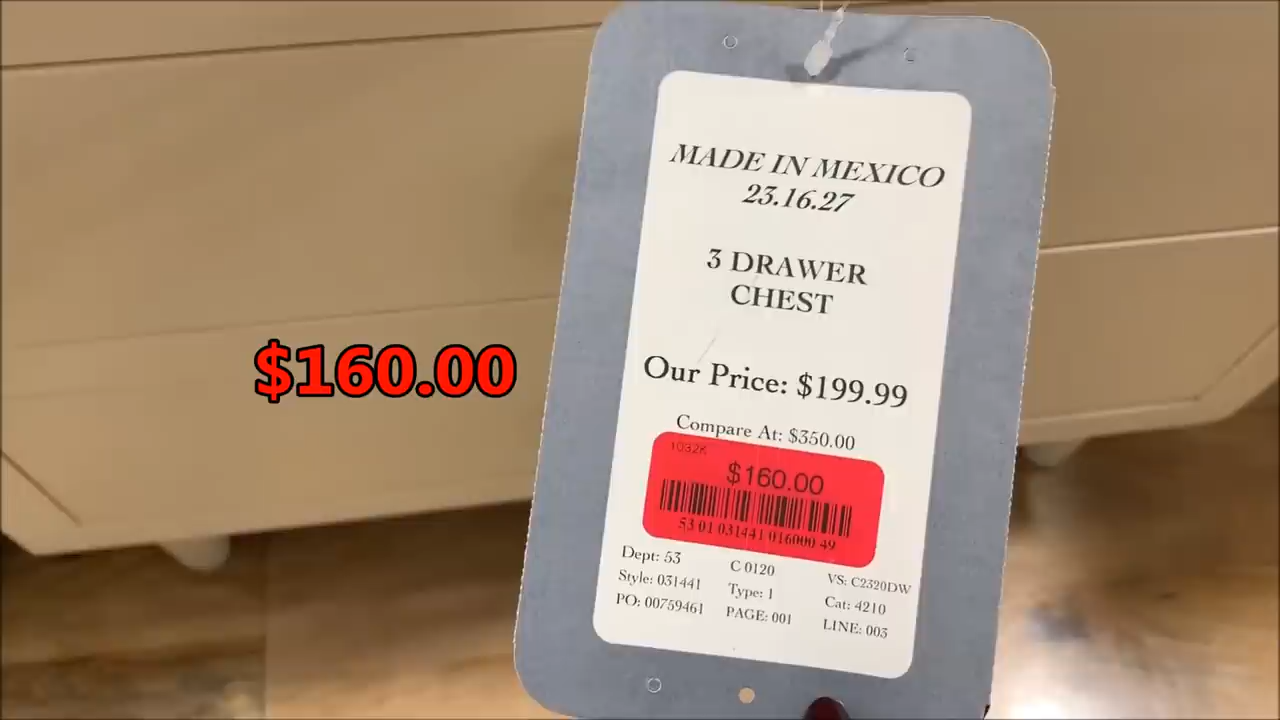 MADE IN MEXICO
23.16.27
3 DRAWER
CHEST
Our Price: $199.99
Compare At: $350.00
1032K
$160.00
53 01 031441 016000 49
Dept: 53 C 0120 VS: C2320DW
Style: 031441 Type: 1 Cat: 4210
PO: 00759461 PAGE: 001 LINE: 003
$160.00